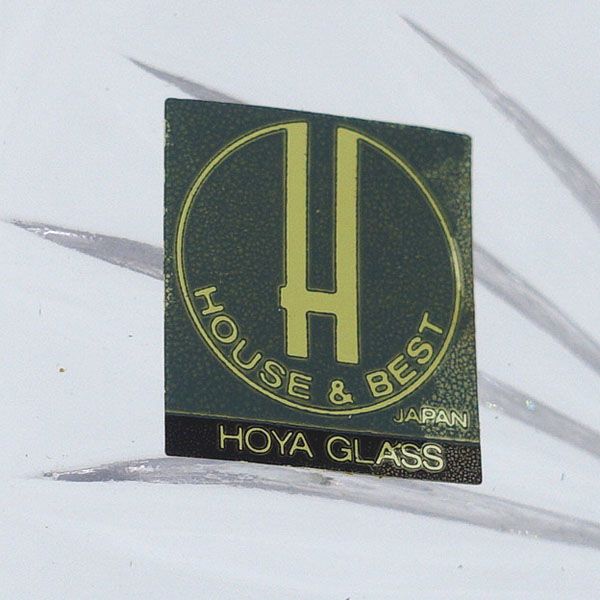 H
HOUSE & BEST
JAPAN
HOYA GLASS